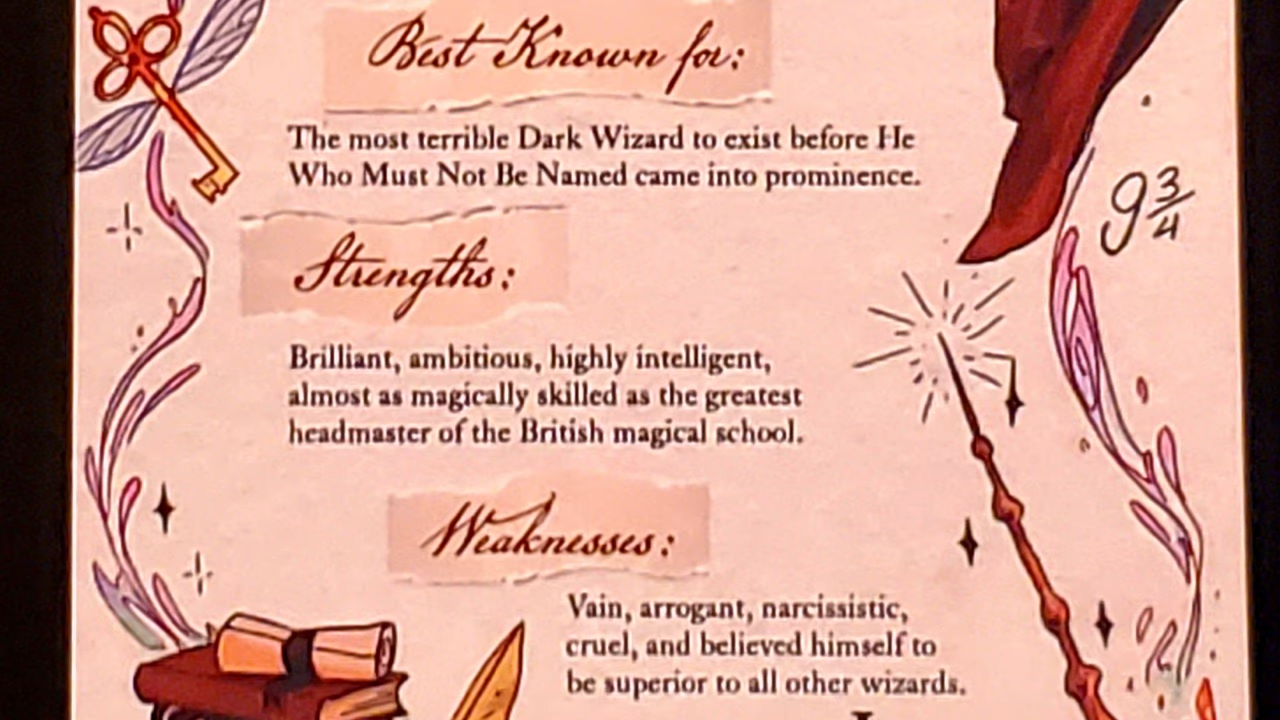 Best Known for:
The most terrible Dark Wizard to exist before He
Who Must Not Be Named came into prominence.
9 3/4
Strengths:
Brilliant, ambitious, highly intelligent,
almost as magically skilled as the greatest
headmaster of the British magical school.
Weaknesses:
Vain, arrogant, narcissistic,
cruel, and believed himself to
be superior to all other wizards.